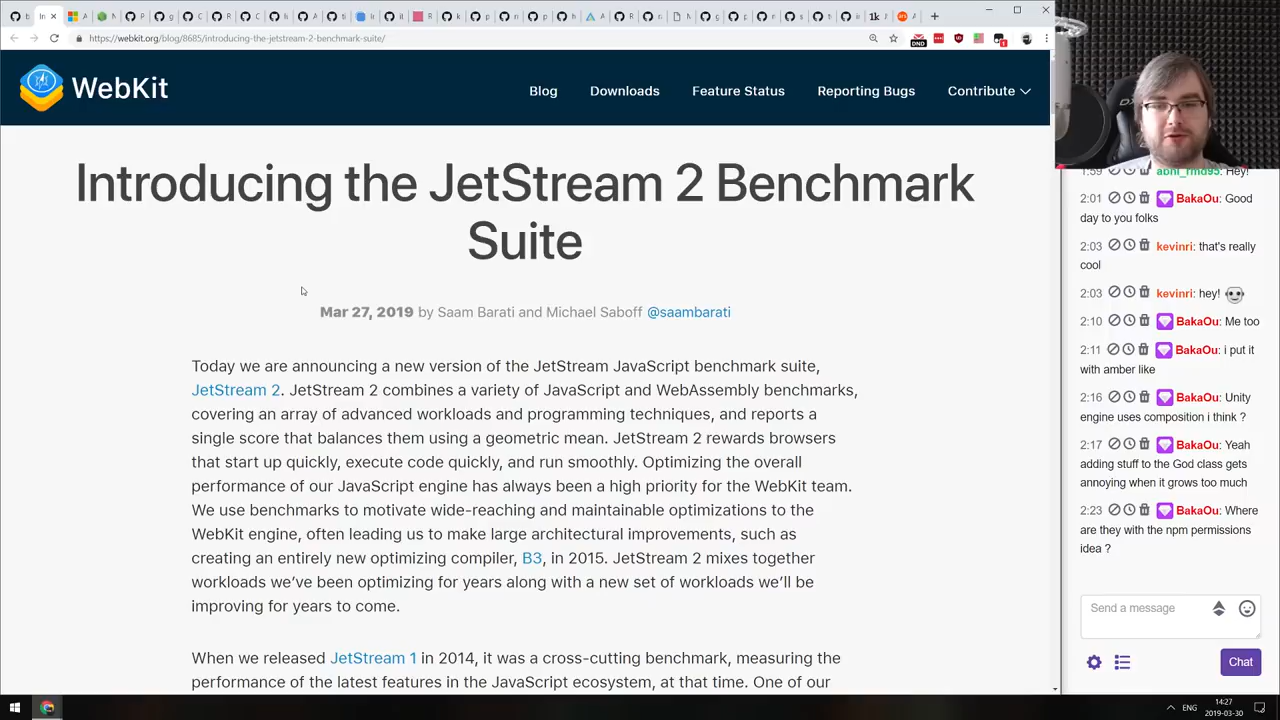 https://webkit.org/blog/8685/introducing-the-jetstream-2-benchmark-suite/
DND
WebKit
Blog
Downloads
Feature Status
Reporting Bugs
Contribute
Introducing the JetStream 2 Benchmark
Suite
Mar 27, 2019 by Saam Barati and Michael Saboff @saambarati
Today we are announcing a new version of the JetStream JavaScript benchmark suite,
JetStream 2. JetStream 2 combines a variety of JavaScript and WebAssembly benchmarks,
covering an array of advanced workloads and programming techniques, and reports a
single score that balances them using a geometric mean. JetStream 2 rewards browsers
that start up quickly, execute code quickly, and run smoothly. Optimizing the overall
performance of our JavaScript engine has always been a high priority for the WebKit team.
We use benchmarks to motivate wide-reaching and maintainable optimizations to the
WebKit engine, often leading us to make large architectural improvements, such as
creating an entirely new optimizing compiler, B3, in 2015. JetStream 2 mixes together
workloads we've been optimizing for years along with a new set of workloads we'll be
improving for years to come.
When we released JetStream 1 in 2014, it was a cross-cutting benchmark, measuring the
performance of the latest features in the JavaScript ecosystem, at that time. One of our
1:59 abhi_rmd95: Hey!
2:01 BakaOu: Good
day to you folks
2:03 kevinri: that's really
cool
2:03 kevinri: hey!
2:10 BakaOu: Me too
2:11 BakaOu: i put it
with amber like
2:16 BakaOu: Unity
engine uses composition i think ?
2:17 BakaOu: Yeah
adding stuff to the God class gets
annoying when it grows too much
2:23 BakaOu: Where
are they with the npm permissions
idea ?
Send a message
Chat
ENG
14:27
2019-03-30